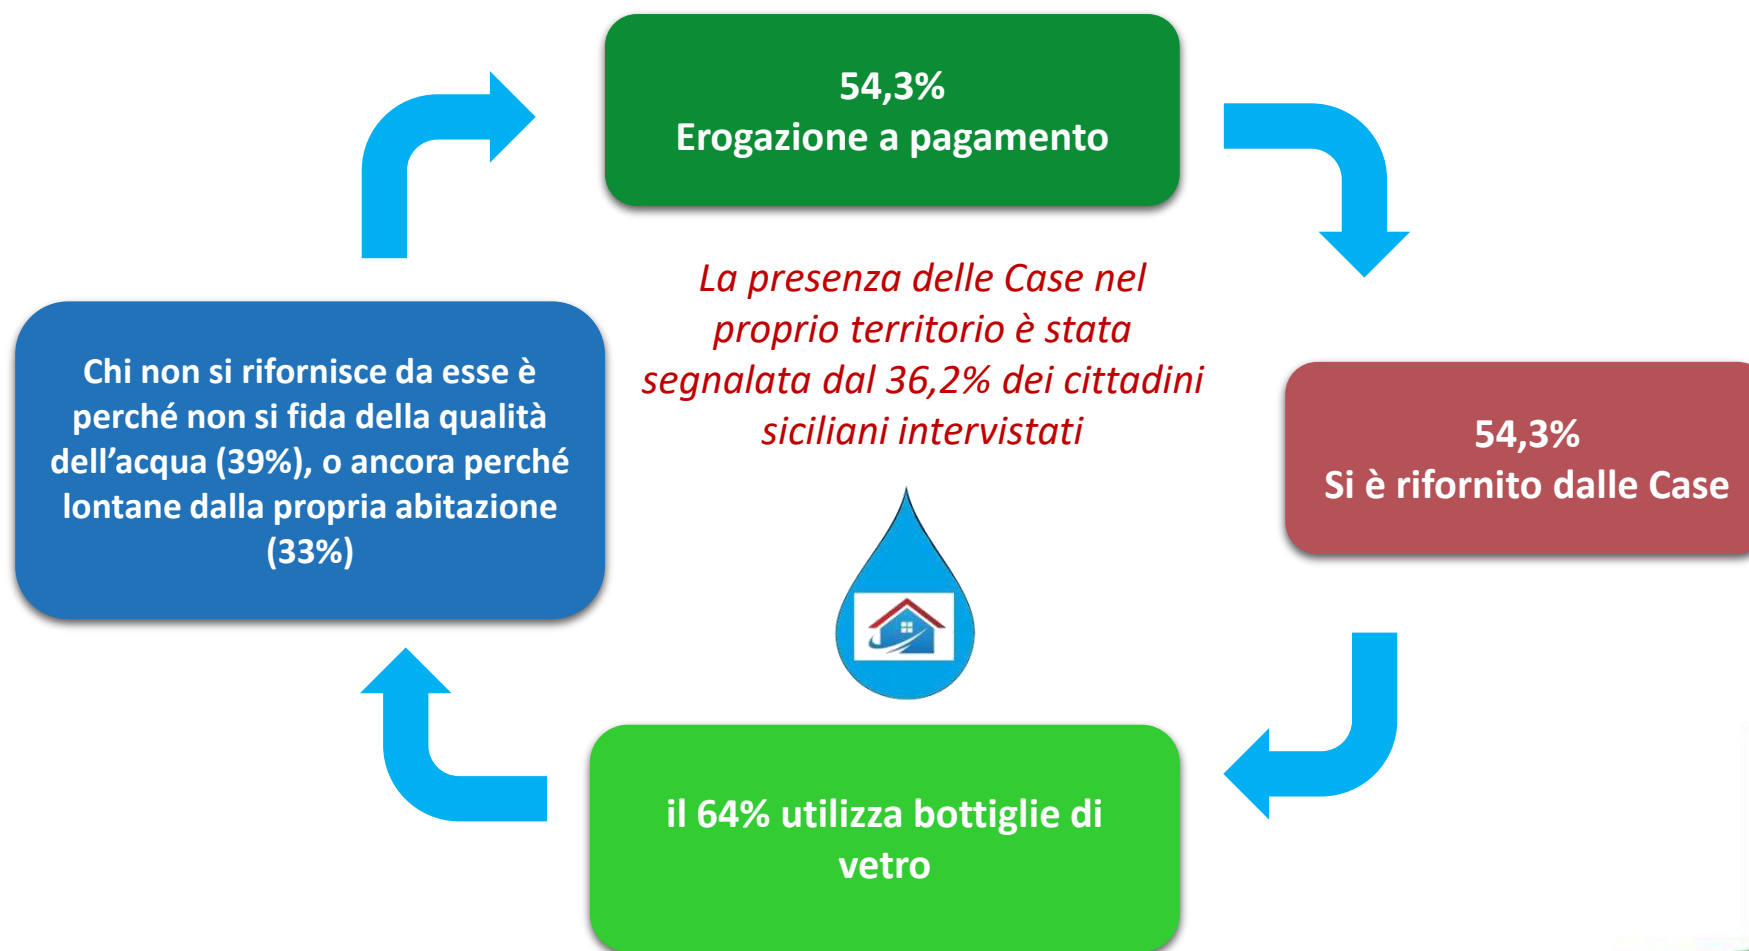 54,3%
Erogazione a pagamento
La presenza delle Case nel
proprio territorio è stata
segnalata dal 36,2% dei cittadini
siciliani intervistati
Chi non si rifornisce da esse è
perché non si fida della qualità
dell’acqua (39%), o ancora perché
lontane dalla propria abitazione
(33%)
54,3%
Si è rifornito dalle Case
il 64% utilizza bottiglie di
vetro